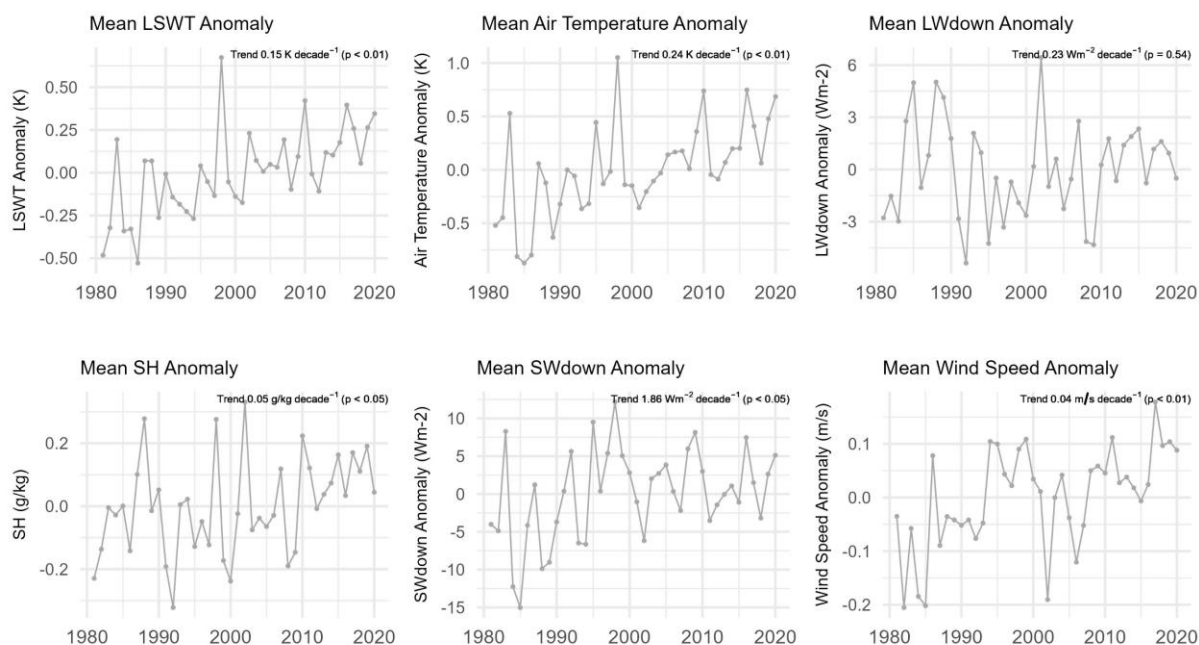 Mean LSWT Anomaly
Trend 0.15 K decade⁻¹ (p < 0.01)
LSWT Anomaly (K)
0.50
0.25
0.00
-0.25
-0.50
1980 1990 2000 2010 2020
Mean Air Temperature Anomaly
Trend 0.24 K decade⁻¹ (p < 0.01)
Air Temperature Anomaly (K)
1.0
0.5
0.0
-0.5
1980 1990 2000 2010 2020
Mean LWdown Anomaly
Trend 0.23 Wm⁻² decade⁻¹ (p = 0.54)
LWdown Anomaly (Wm-2)
6
3
0
-3
1980 1990 2000 2010 2020
Mean SH Anomaly
Trend 0.05 g/kg decade⁻¹ (p < 0.05)
SH (g/kg)
0.2
0.0
-0.2
1980 1990 2000 2010 2020
Mean SWdown Anomaly
Trend 1.86 Wm⁻² decade⁻¹ (p < 0.05)
SWdown Anomaly (Wm-2)
10
5
0
-5
-10
-15
1980 1990 2000 2010 2020
Mean Wind Speed Anomaly
Trend 0.04 m/s decade⁻¹ (p < 0.01)
Wind Speed Anomaly (m/s)
0.1
0.0
-0.1
-0.2
1980 1990 2000 2010 2020